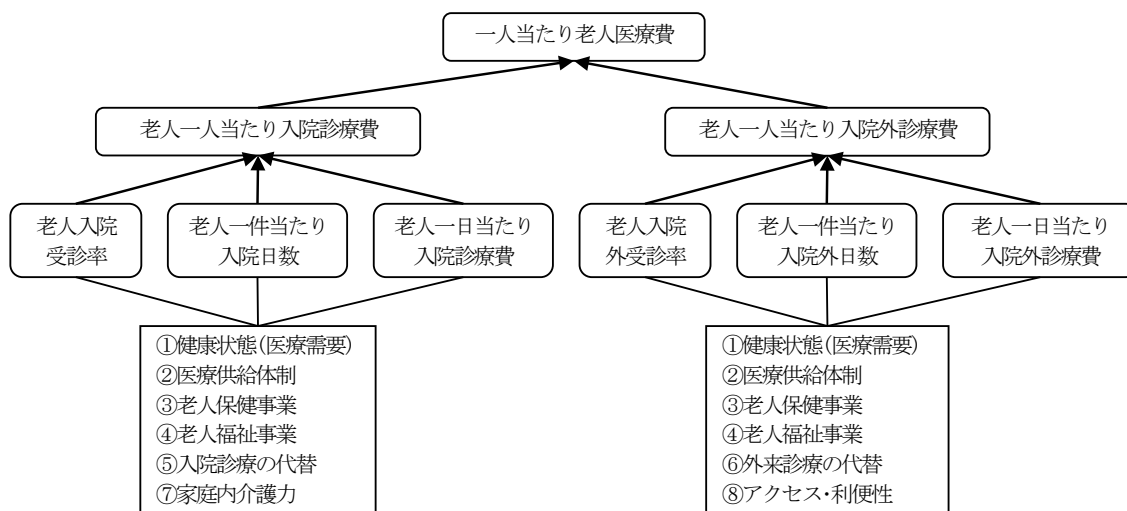 一人当たり老人医療費
老人一人当たり入院診療費
老人一人当たり入院外診療費
老人入院
受診率
老人一件当たり
入院日数
老人一日当たり
入院診療費
老人入院
外受診率
老人一件当たり
入院外日数
老人一日当たり
入院外診療費
①健康状態(医療需要)
②医療供給体制
③老人保健事業
④老人福祉事業
⑤入院診療の代替
⑦家庭内介護力
①健康状態(医療需要)
②医療供給体制
③老人保健事業
④老人福祉事業
⑥外来診療の代替
⑧アクセス・利便性